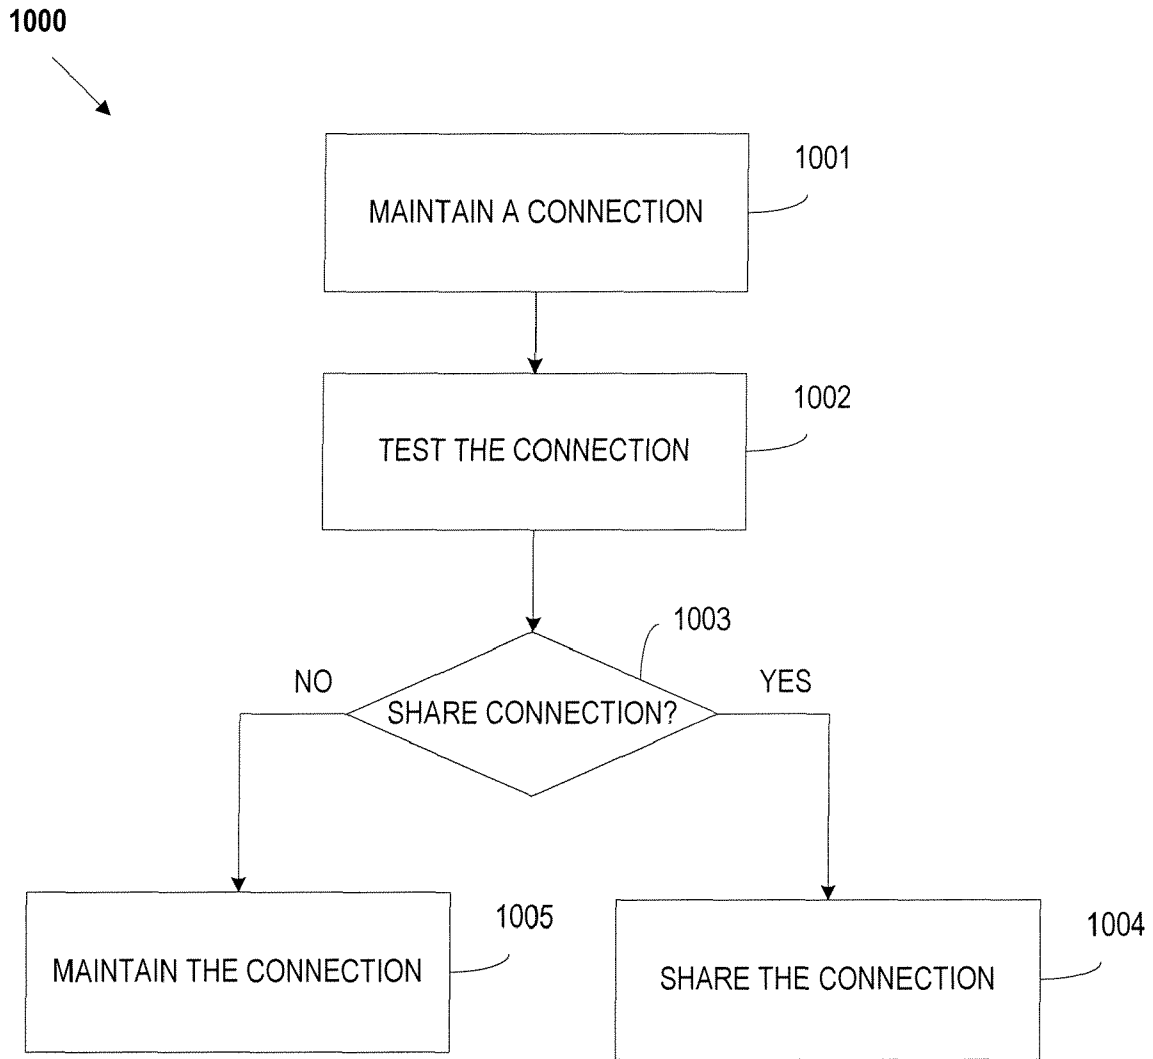 1000
1001
MAINTAIN A CONNECTION
1002
TEST THE CONNECTION
1003
NO
YES
SHARE CONNECTION?
1005
1004
MAINTAIN THE CONNECTION
SHARE THE CONNECTION